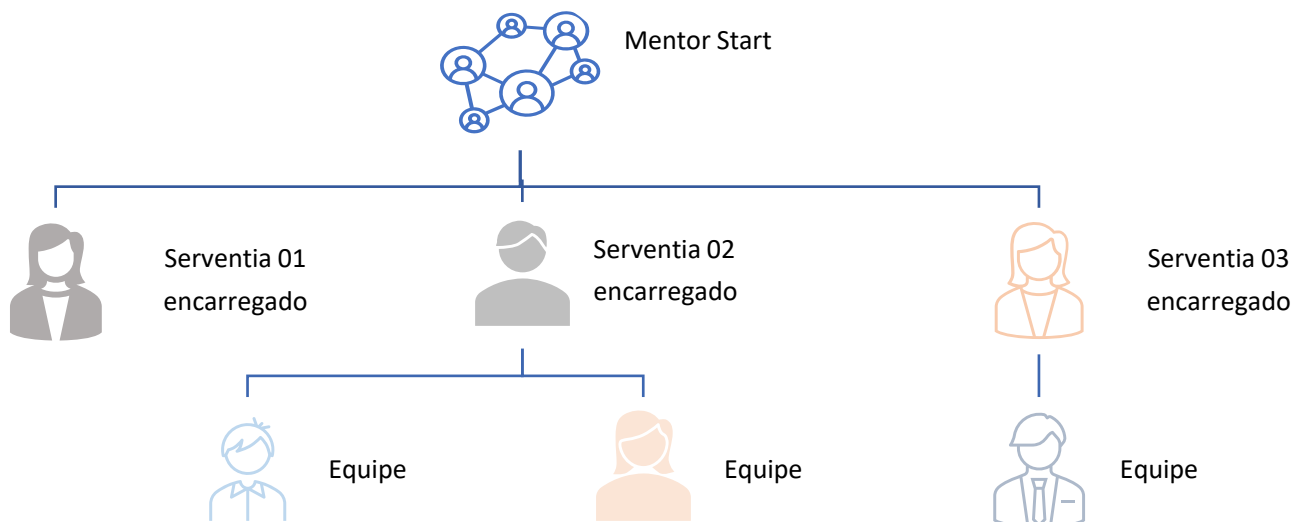 Mentor Start
Serventia 01
encarregado
Serventia 02
encarregado
Serventia 03
encarregado
Equipe
Equipe
Equipe